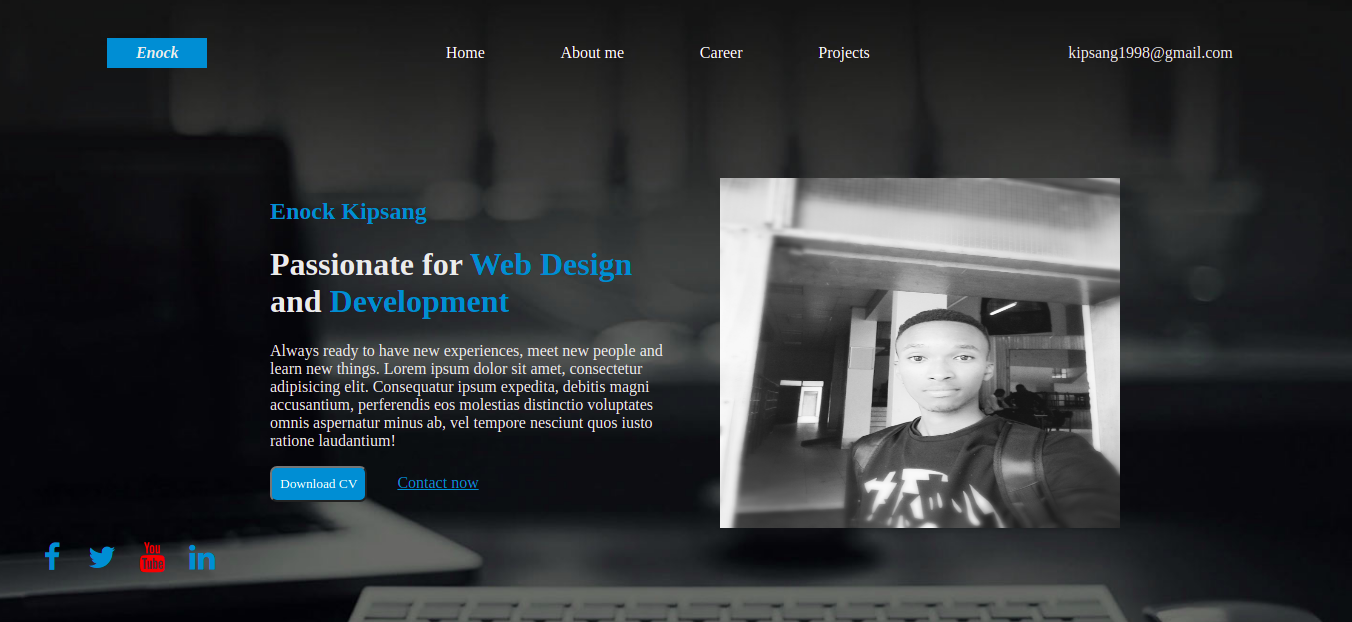 Enock
Home
About me
Career
Projects
kipsang1998@gmail.com
Enock Kipsang
Passionate for Web Design
and Development
Always ready to have new experiences, meet new people and
learn new things. Lorem ipsum dolor sit amet, consectetur
adipisicing elit. Consequatur ipsum expedita, debitis magni
accusantium, perferendis eos molestias distinctio voluptates
omnis aspernatur minus ab, vel tempore nesciunt quos iusto
ratione laudantium!
Download CV
Contact now
You
Tube
in